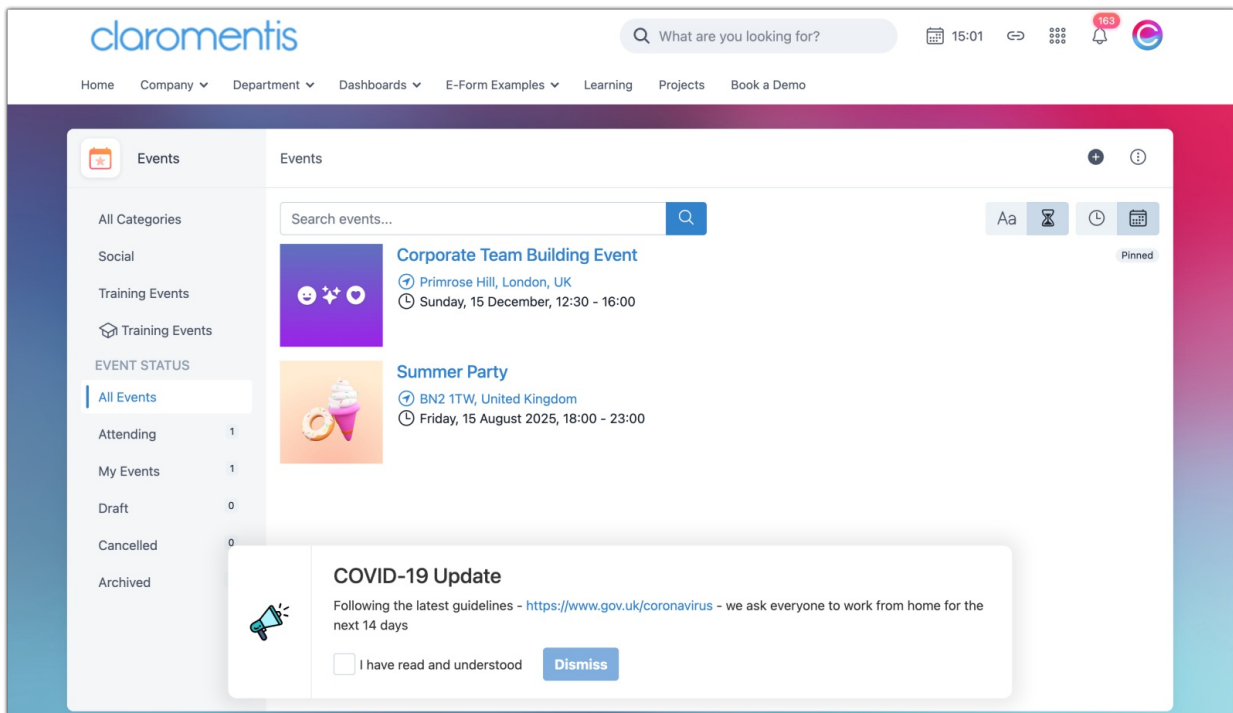 claromentis
What are you looking for?
15:01
163
Home Company Department Dashboards E-Form Examples Learning Projects Book a Demo
Events
Events
All Categories
Social
Training Events
Training Events
EVENT STATUS
All Events
Attending 1
My Events 1
Draft 0
Cancelled 0
Archived
Search events...
Aa
Corporate Team Building Event
Pinned
Primrose Hill, London, UK
Sunday, 15 December, 12:30 - 16:00
Summer Party
BN2 1TW, United Kingdom
Friday, 15 August 2025, 18:00 - 23:00
COVID-19 Update
Following the latest guidelines - https://www.gov.uk/coronavirus - we ask everyone to work from home for the
next 14 days
I have read and understood
Dismiss